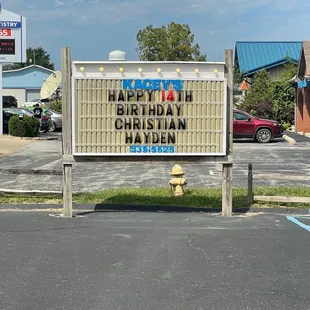 KACEY'S
HAPPY 14TH
BIRTHDAY
CHRISTIAN
HAYDEN